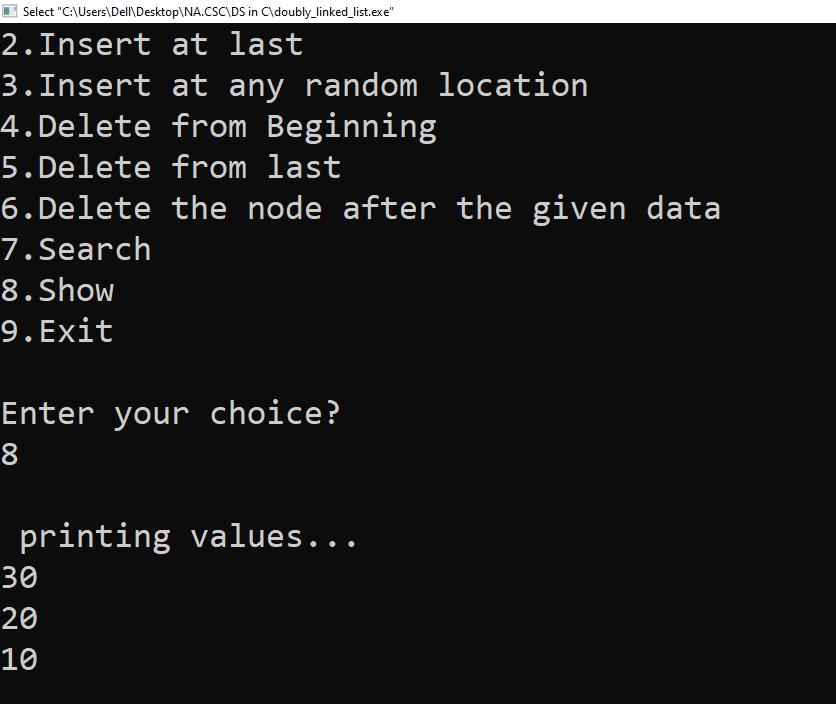 Select "C:\Users\Dell\Desktop\NA.CSC\DS in C\doubly_linked_list.exe"
2.Insert at last
3.Insert at any random location
4.Delete from Beginning
5.Delete from last
6.Delete the node after the given data
7.Search
8.Show
9.Exit
Enter your choice?
8
printing values...
30
20
10